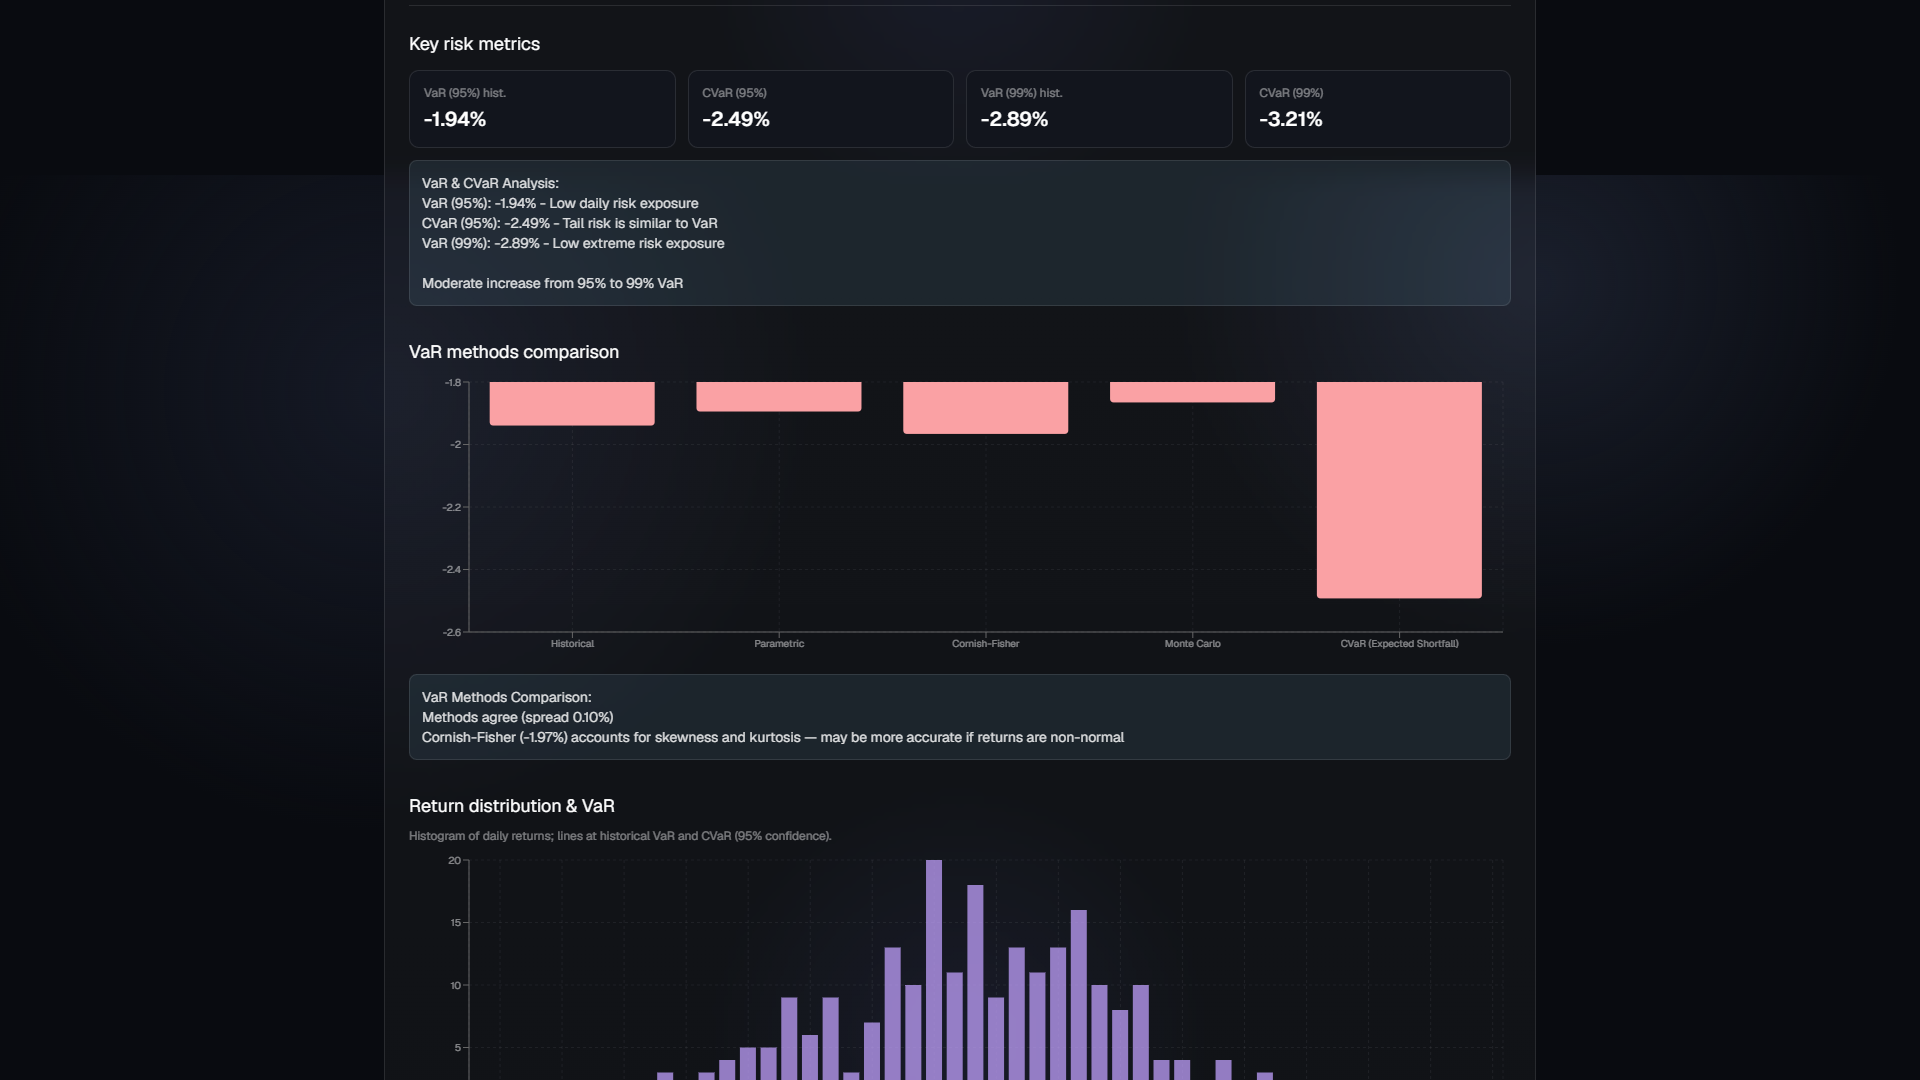 Key risk metrics
VaR (95%) hist.
-1.94%
CVaR (95%)
-2.49%
VaR (99%) hist.
-2.89%
CVaR (99%)
-3.21%
VaR & CVaR Analysis:
VaR (95%): -1.94% - Low daily risk exposure
CVaR (95%): -2.49% - Tail risk is similar to VaR
VaR (99%): -2.89% - Low extreme risk exposure
Moderate increase from 95% to 99% VaR
VaR methods comparison
-1.8
-2
-2.2
-2.4
-2.6
Historical
Parametric
Cornish-Fisher
Monte Carlo
CVaR (Expected Shortfall)
VaR Methods Comparison:
Methods agree (spread 0.10%)
Cornish-Fisher (-1.97%) accounts for skewness and kurtosis — may be more accurate if returns are non-normal
Return distribution & VaR
Histogram of daily returns; lines at historical VaR and CVaR (95% confidence).
20
15
10
5